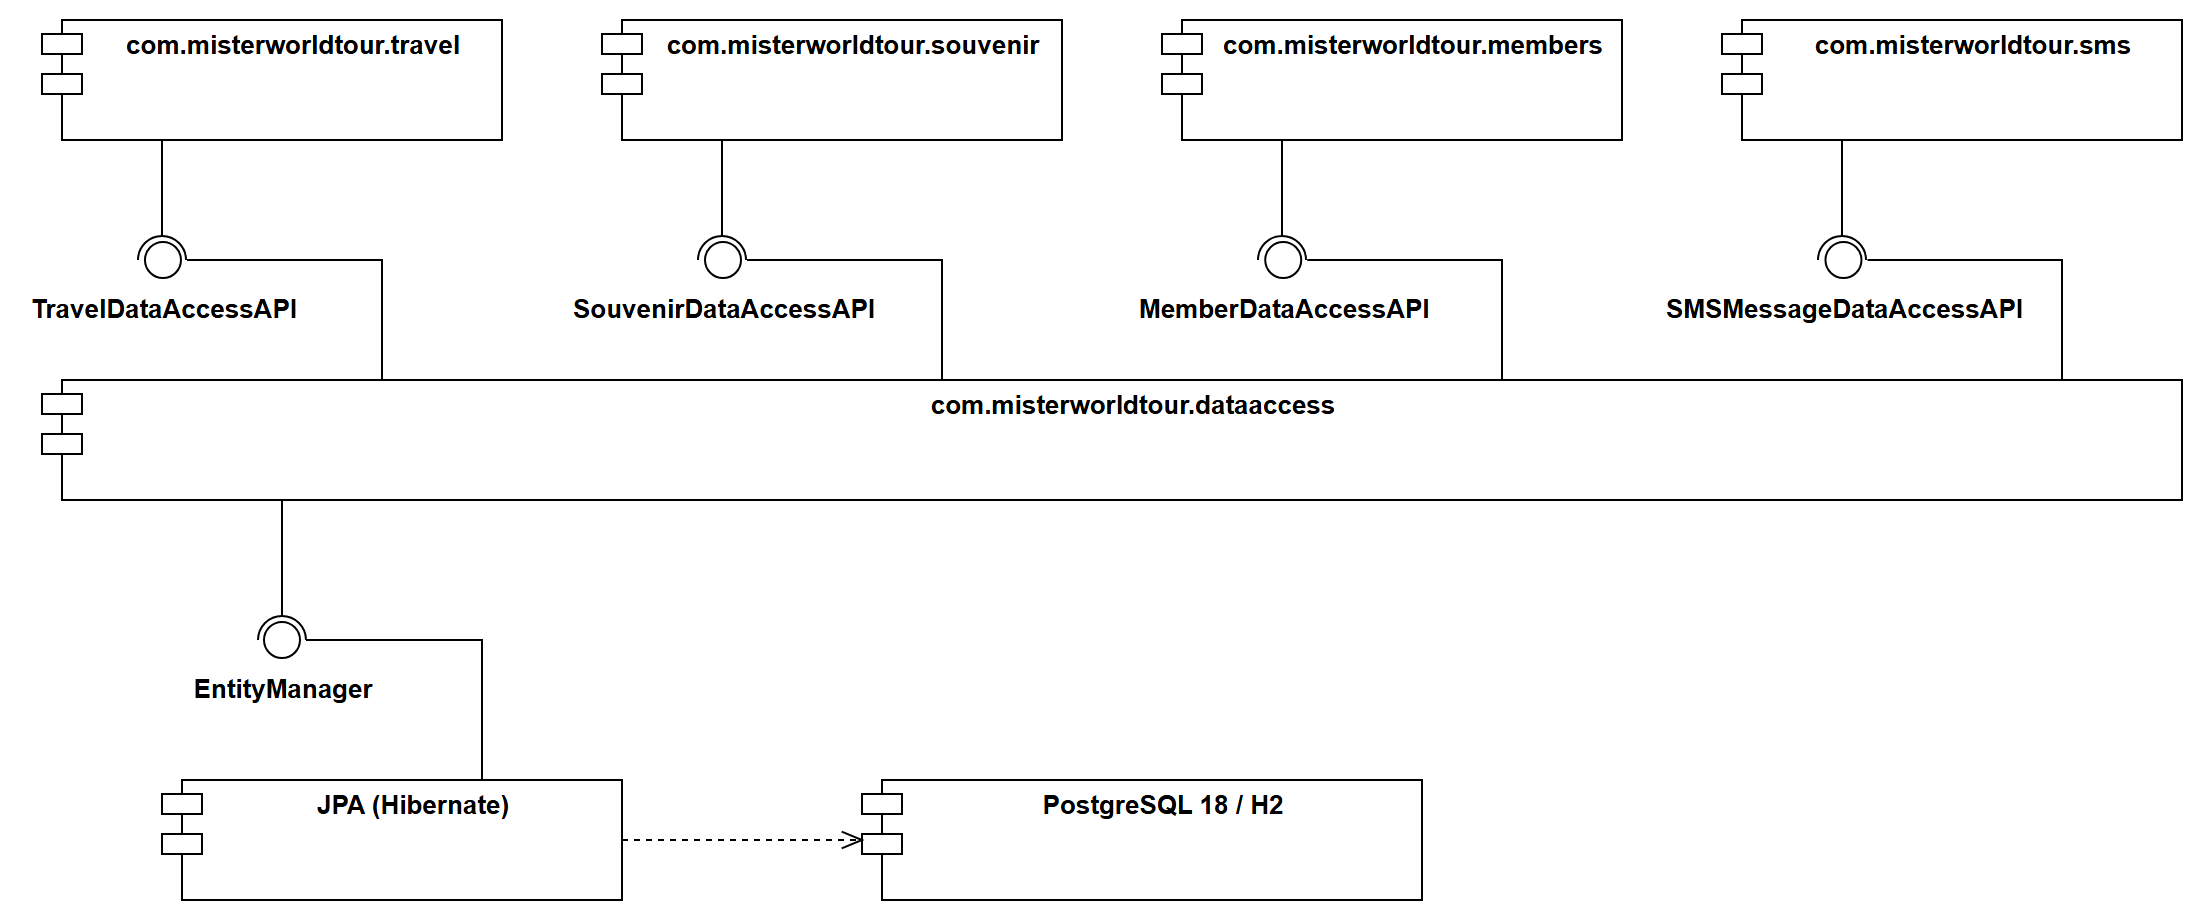 com.misterworldtour.travel
com.misterworldtour.souvenir
com.misterworldtour.members
com.misterworldtour.sms
TravelDataAccessAPI
SouvenirDataAccessAPI
MemberDataAccessAPI
SMSMessageDataAccessAPI
com.misterworldtour.dataaccess
EntityManager
JPA (Hibernate)
PostgreSQL 18 / H2